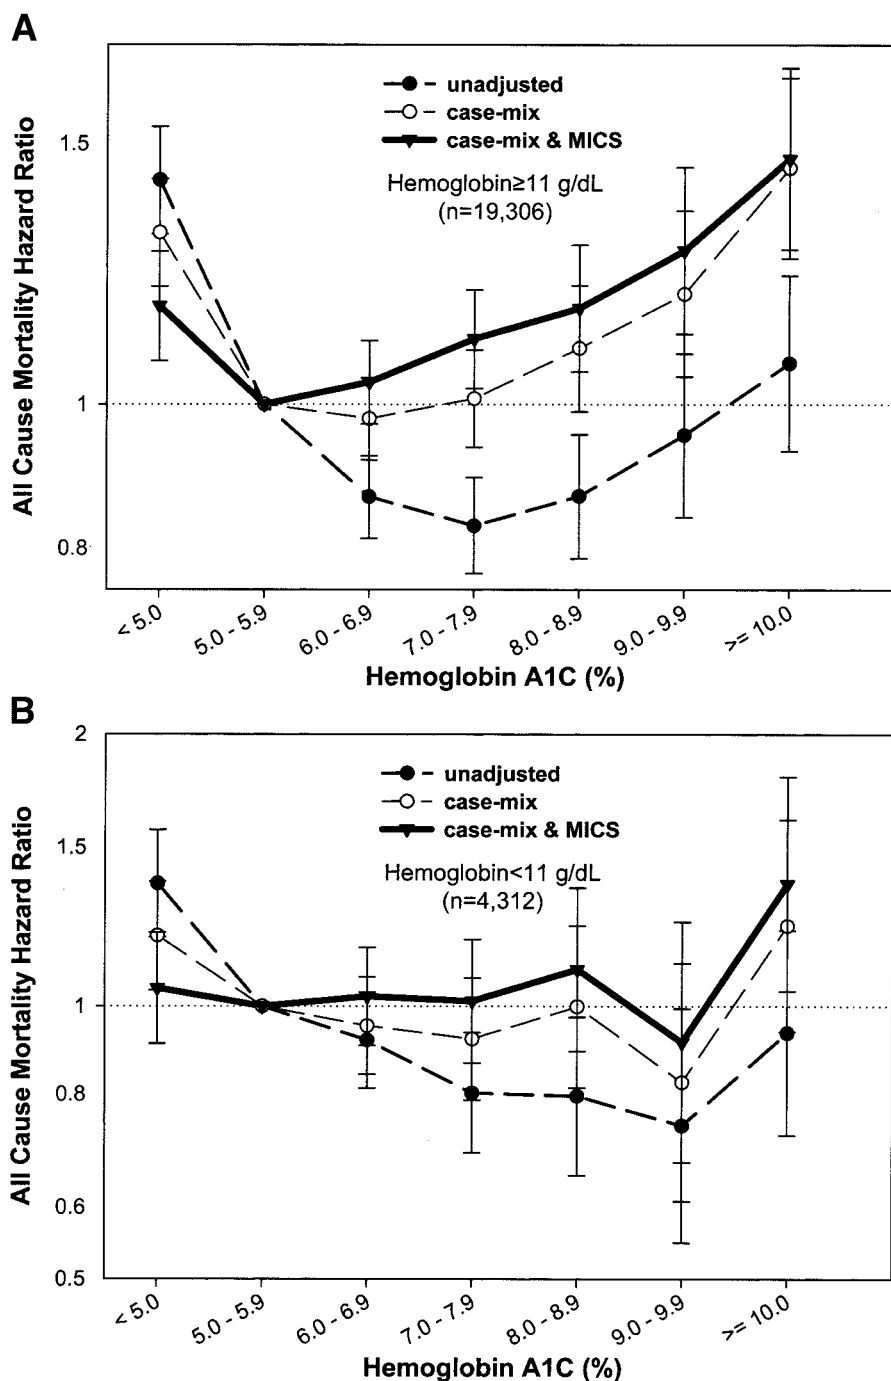 A
All Cause Mortality Hazard Ratio
1.5
1
0.8
unadjusted
case-mix
case-mix & MICS
Hemoglobin≥11 g/dL
(n=19,306)
< 5.0
5.0 - 5.9
6.0 - 6.9
7.0 - 7.9
8.0 - 8.9
9.0 - 9.9
>= 10.0
Hemoglobin A1C (%)
B
All Cause Mortality Hazard Ratio
2
1.5
1
0.8
0.6
0.5
unadjusted
case-mix
case-mix & MICS
Hemoglobin<11 g/dL
(n=4,312)
< 5.0
5.0 - 5.9
6.0 - 6.9
7.0 - 7.9
8.0 - 8.9
9.0 - 9.9
>= 10.0
Hemoglobin A1C (%)